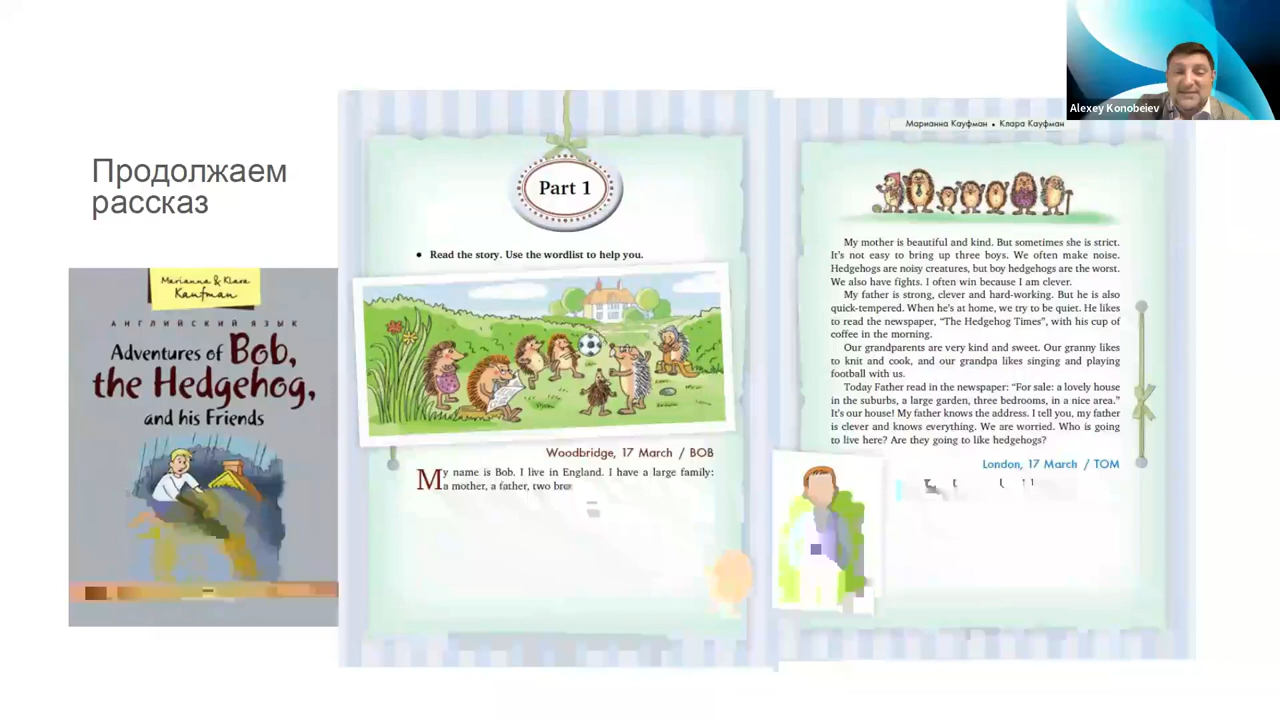 Продолжаем
рассказ
Marianna & Klara
Kaufman
АНГЛИЙСКИЙ ЯЗЫК
Adventures of Bob,
the Hedgehog,
and his Friends
Part 1
• Read the story. Use the wordlist to help you.
Woodbridge, 17 March / BOB
My name is Bob. I live in England. I have a large family:
a mother, a father, two
Alexey Konobeiev
Марианна Кауфман • Клара Кауфман
My mother is beautiful and kind. But sometimes she is strict.
It's not easy to bring up three boys. We often make noise.
Hedgehogs are noisy creatures, but boy hedgehogs are the worst.
We also have fights. I often win because I am clever.
My father is strong, clever and hard-working. But he is also
quick-tempered. When he's at home, we try to be quiet. He likes
to read the newspaper, “The Hedgehog Times”, with his cup of
coffee in the morning.
Our grandparents are very kind and sweet. Our granny likes
to knit and cook, and our grandpa likes singing and playing
football with us.
Today Father read in the newspaper: “For sale: a lovely house
in the suburbs, a large garden, three bedrooms, in a nice area.”
It's our house! My father knows the address. I tell you, my father
is clever and knows everything. We are worried. Who is going
to live here? Are they going to like hedgehogs?
London, 17 March / TOM